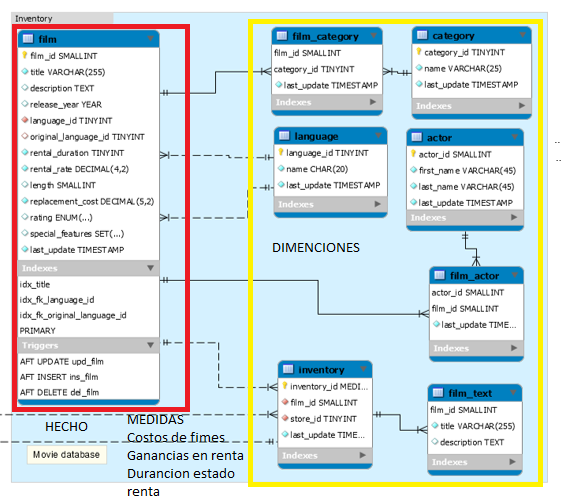 Inventory
film
film_id SMALLINT
title VARCHAR(255)
description TEXT
release_year YEAR
language_id TINYINT
original_language_id TINYINT
rental_duration TINYINT
rental_rate DECIMAL(4,2)
length SMALLINT
replacement_cost DECIMAL(5,2)
rating ENUM(...)
special_features SET(...)
last_update TIMESTAMP
Indexes
idx_title
idx_fk_language_id
idx_fk_original_language_id
PRIMARY
Triggers
AFT UPDATE upd_film
AFT INSERT ins_film
AFT DELETE del_film
film_category
film_id SMALLINT
category_id TINYINT
last_update TIMESTAMP
Indexes
category
category_id TINYINT
name VARCHAR(25)
last_update TIMESTAMP
Indexes
language
language_id TINYINT
name CHAR(20)
last_update TIMESTAMP
Indexes
actor
actor_id SMALLINT
first_name VARCHAR(45)
last_name VARCHAR(45)
last_update TIMESTAMP
Indexes
DIMENCIONES
film_actor
actor_id SMALLINT
film_id SMALLINT
last_update TIME...
Indexes
inventory
inventory_id MEDI...
film_id SMALLINT
store_id TINYINT
last_update TIME...
Indexes
film_text
film_id SMALLINT
title VARCHAR(255)
description TEXT
Indexes
HECHO
Movie database
MEDIDAS
Costos de fimes
Ganancias en renta
Durancion estado
renta